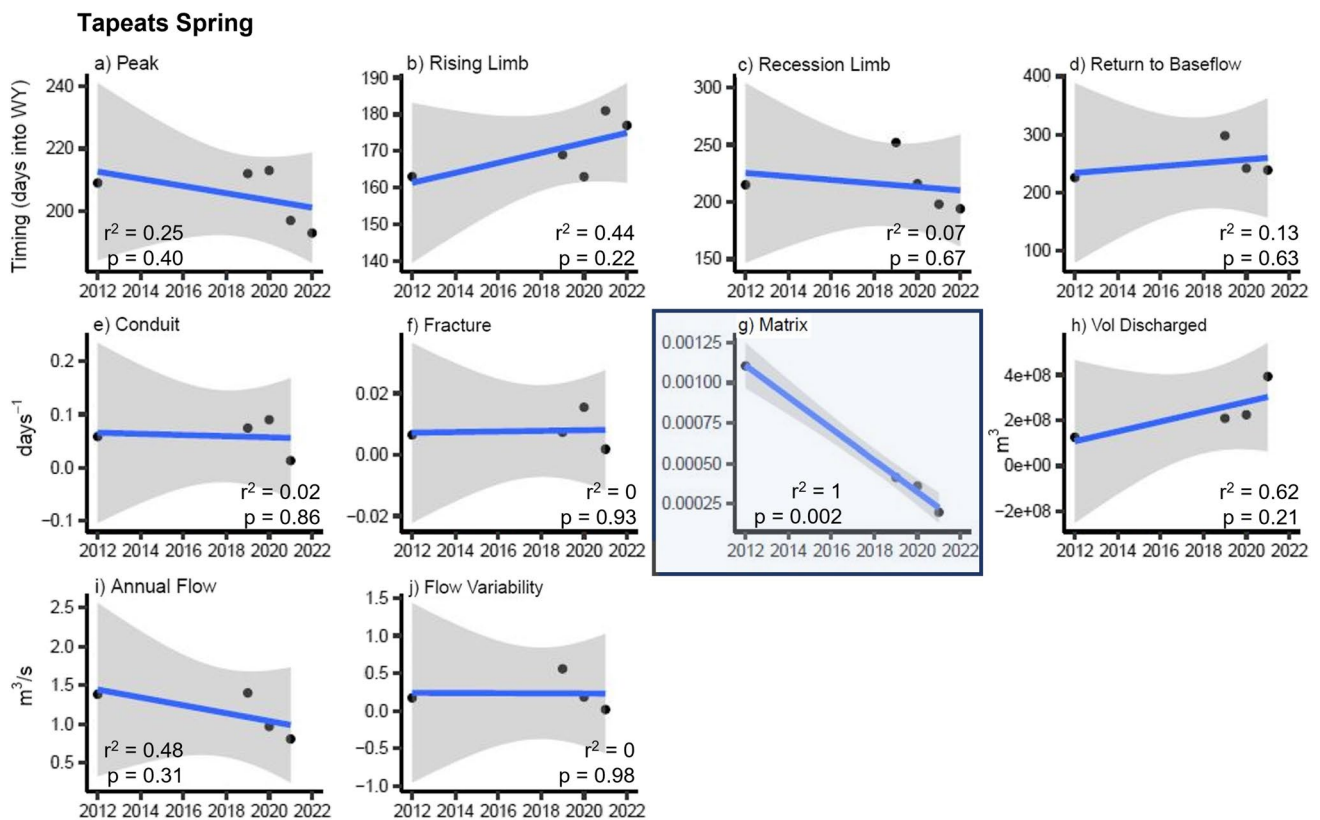 Tapeats Spring
a) Peak
Timing (days into WY)
240
220
200
r² = 0.25
p = 0.40
2012 2014 2016 2018 2020 2022
b) Rising Limb
190
180
170
160
150
140
r² = 0.44
p = 0.22
2012 2014 2016 2018 2020 2022
c) Recession Limb
300
250
200
150
r² = 0.07
p = 0.67
2012 2014 2016 2018 2020 2022
d) Return to Baseflow
400
300
200
100
r² = 0.13
p = 0.63
2012 2014 2016 2018 2020 2022
e) Conduit
days⁻¹
0.2
0.1
0.0
−0.1
r² = 0.02
p = 0.86
2012 2014 2016 2018 2020 2022
f) Fracture
0.02
0.00
−0.02
r² = 0
p = 0.93
2012 2014 2016 2018 2020 2022
g) Matrix
0.00125
0.00100
0.00075
0.00050
0.00025
r² = 1
p = 0.002
2012 2014 2016 2018 2020 2022
h) Vol Discharged
m³
4e+08
2e+08
0e+00
−2e+08
r² = 0.62
p = 0.21
2012 2014 2016 2018 2020 2022
i) Annual Flow
m³/s
2.5
2.0
1.5
1.0
0.5
r² = 0.48
p = 0.31
2012 2014 2016 2018 2020 2022
j) Flow Variability
1.5
1.0
0.5
0.0
−0.5
−1.0
r² = 0
p = 0.98
2012 2014 2016 2018 2020 2022